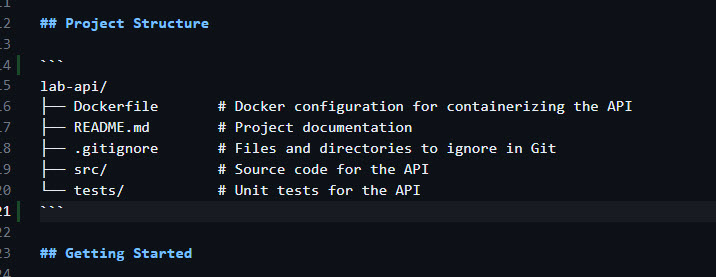 11
12 ## Project Structure
13
14 ```
15 lab-api/
16 ├── Dockerfile # Docker configuration for containerizing the API
17 ├── README.md # Project documentation
18 ├── .gitignore # Files and directories to ignore in Git
19 ├── src/ # Source code for the API
20 └── tests/ # Unit tests for the API
21 ```
22
23 ## Getting Started
24